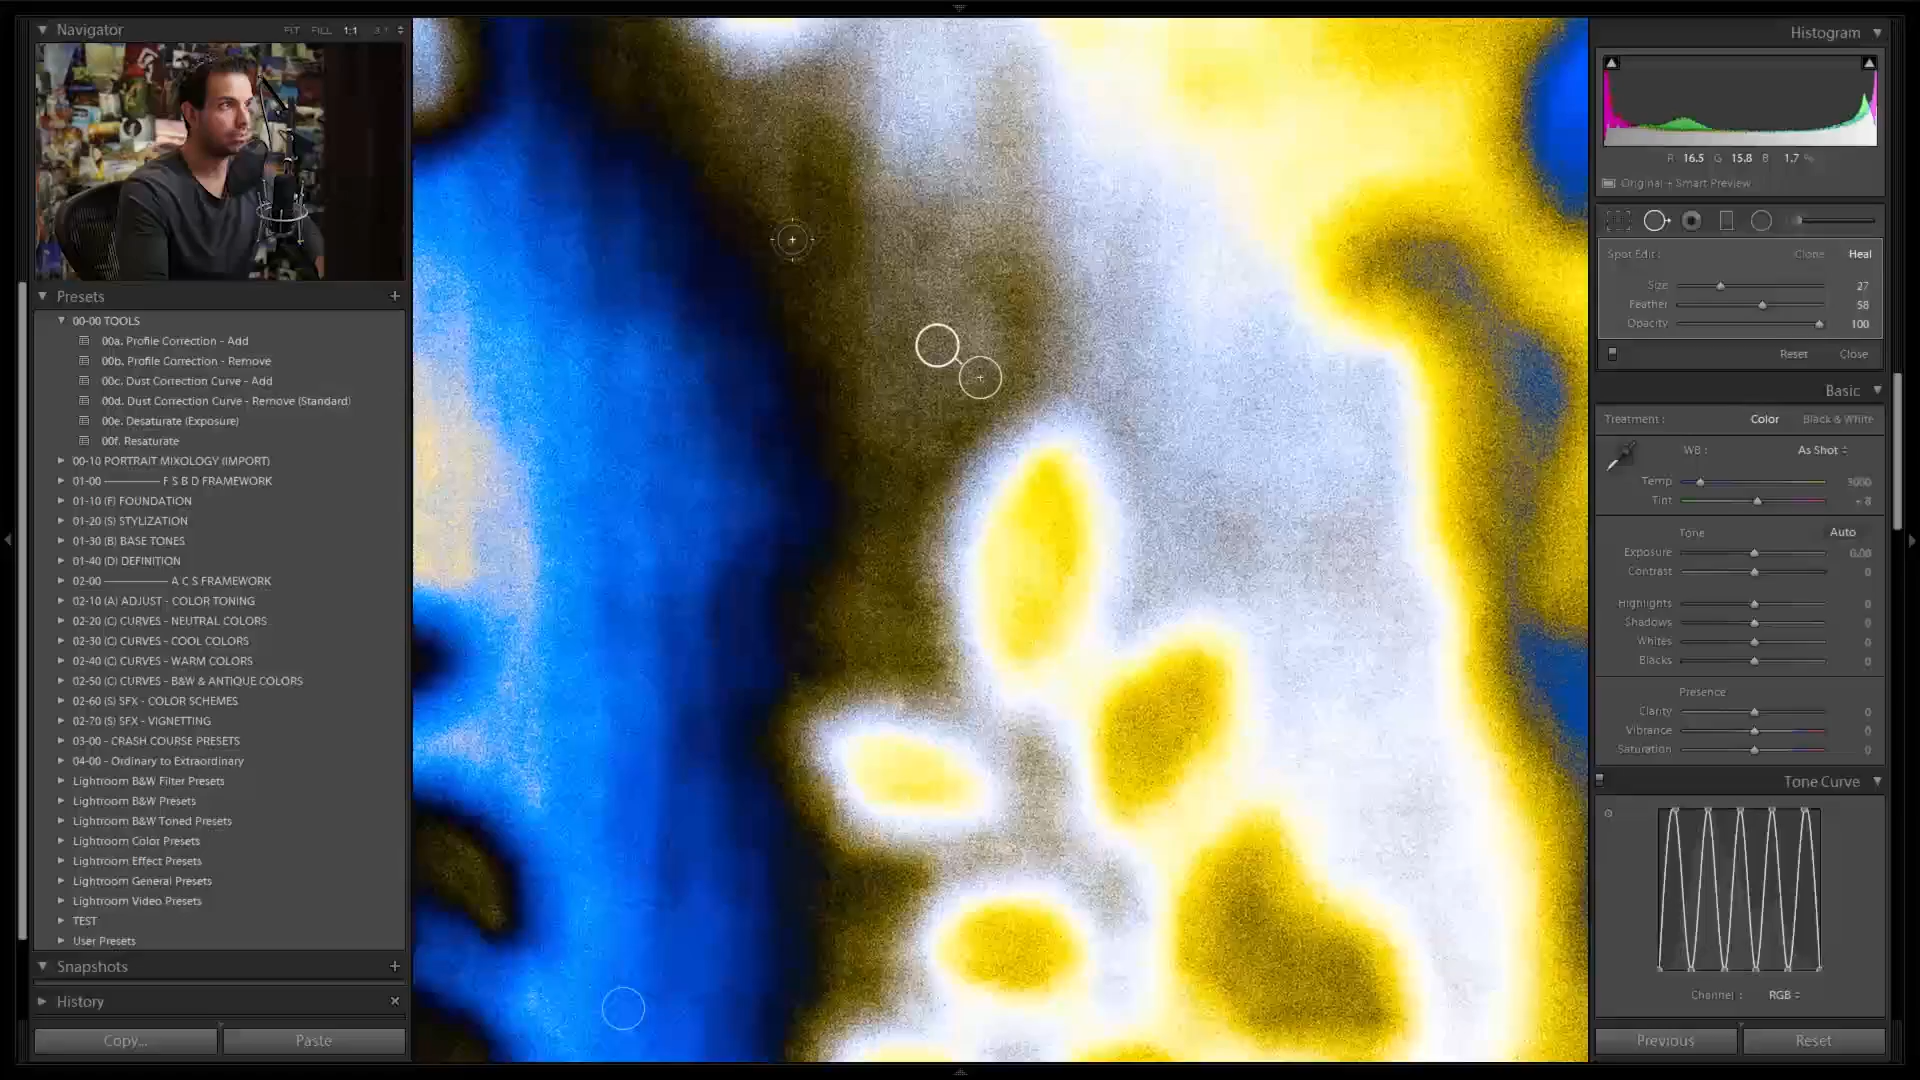 Navigator FIT FILL 1:1 3:1
Presets +
00-00 TOOLS
00a. Profile Correction - Add
00b. Profile Correction - Remove
00c. Dust Correction Curve - Add
00d. Dust Correction Curve - Remove (Standard)
00e. Desaturate (Exposure)
00f. Resaturate
00-10 PORTRAIT MIXOLOGY (IMPORT)
01-00 ---------------- F S B D FRAMEWORK
01-10 (F) FOUNDATION
01-20 (S) STYLIZATION
01-30 (B) BASE TONES
01-40 (D) DEFINITION
02-00 ------------------ A C S FRAMEWORK
02-10 (A) ADJUST - COLOR TONING
02-20 (C) CURVES - NEUTRAL COLORS
02-30 (C) CURVES - COOL COLORS
02-40 (C) CURVES - WARM COLORS
02-50 (C) CURVES - B&W & ANTIQUE COLORS
02-60 (S) SFX - COLOR SCHEMES
02-70 (S) SFX - VIGNETTING
03-00 - CRASH COURSE PRESETS
04-00 - Ordinary to Extraordinary
Lightroom B&W Filter Presets
Lightroom B&W Presets
Lightroom B&W Toned Presets
Lightroom Color Presets
Lightroom Effect Presets
Lightroom General Presets
Lightroom Video Presets
TEST
User Presets
Snapshots +
History ×
Copy... Paste
Histogram
R 16.5 G 15.8 B 1.7 %
Original + Smart Preview
Spot Edit : Clone Heal
Size 27
Feather 58
Opacity 100
Reset Close
Basic
Treatment : Color Black & White
WB : As Shot
Temp 3000
Tint + 8
Tone Auto
Exposure 0.00
Contrast 0
Highlights 0
Shadows 0
Whites 0
Blacks 0
Presence
Clarity 0
Vibrance 0
Saturation 0
Tone Curve
Channel : RGB
Previous Reset